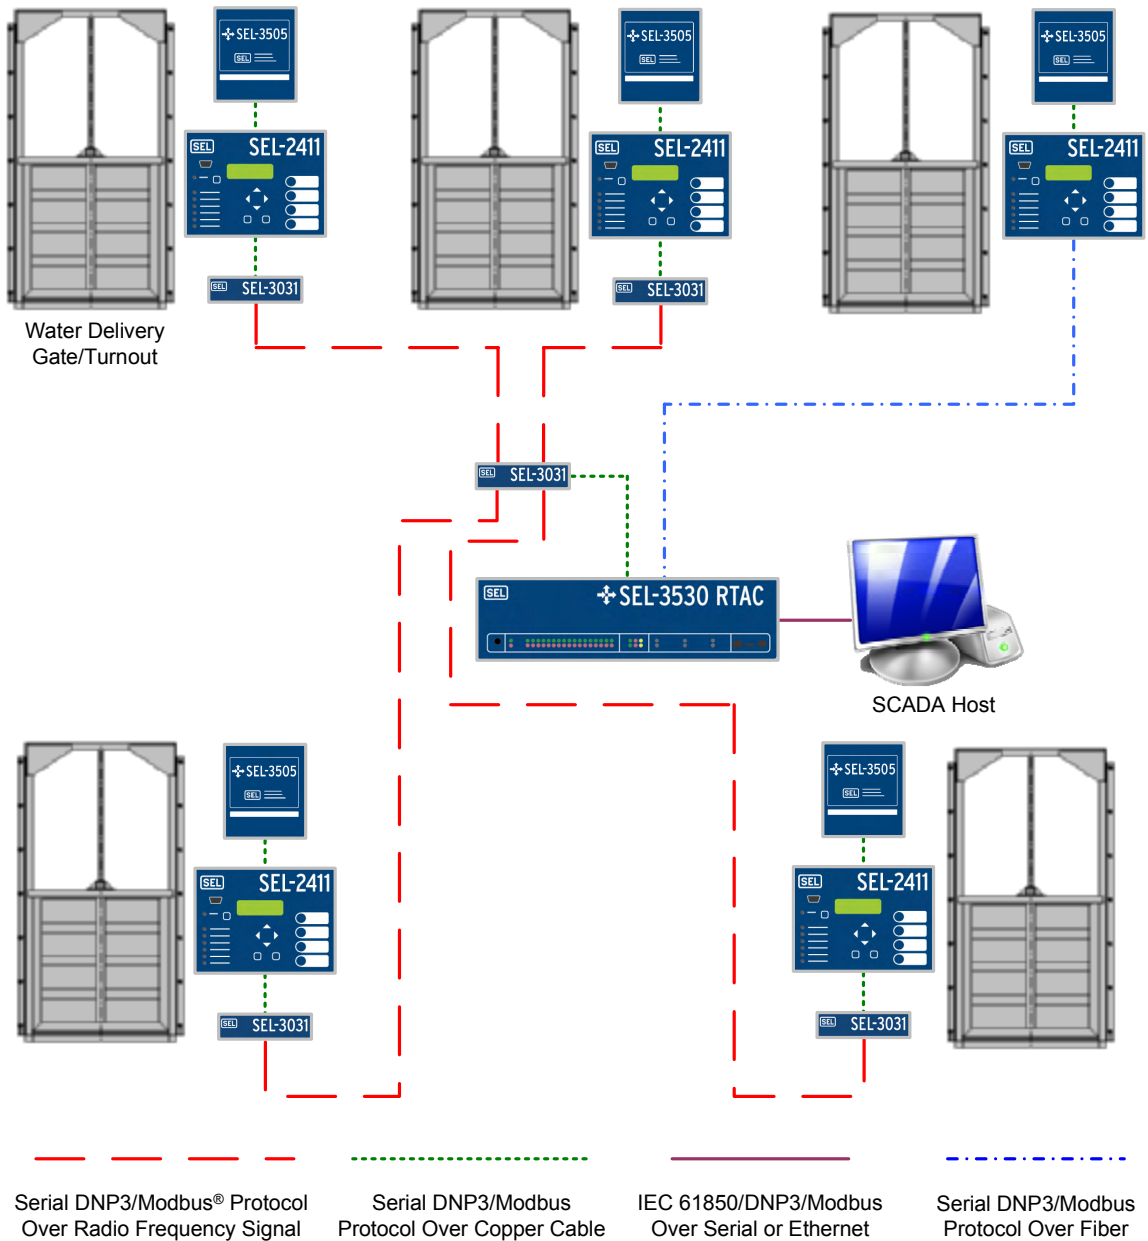 SEL-3505
SEL
SEL-3505
SEL
SEL-3505
SEL
SEL
SEL-2411
SEL
SEL-2411
SEL
SEL-2411
SEL
SEL-3031
SEL
SEL-3031
Water Delivery
Gate/Turnout
SEL
SEL-3031
SEL
SEL-3530 RTAC
SCADA Host
SEL-3505
SEL
SEL-3505
SEL
SEL
SEL-2411
SEL
SEL-2411
SEL
SEL-3031
SEL
SEL-3031
Serial DNP3/Modbus® Protocol
Over Radio Frequency Signal
Serial DNP3/Modbus
Protocol Over Copper Cable
IEC 61850/DNP3/Modbus
Over Serial or Ethernet
Serial DNP3/Modbus
Protocol Over Fiber